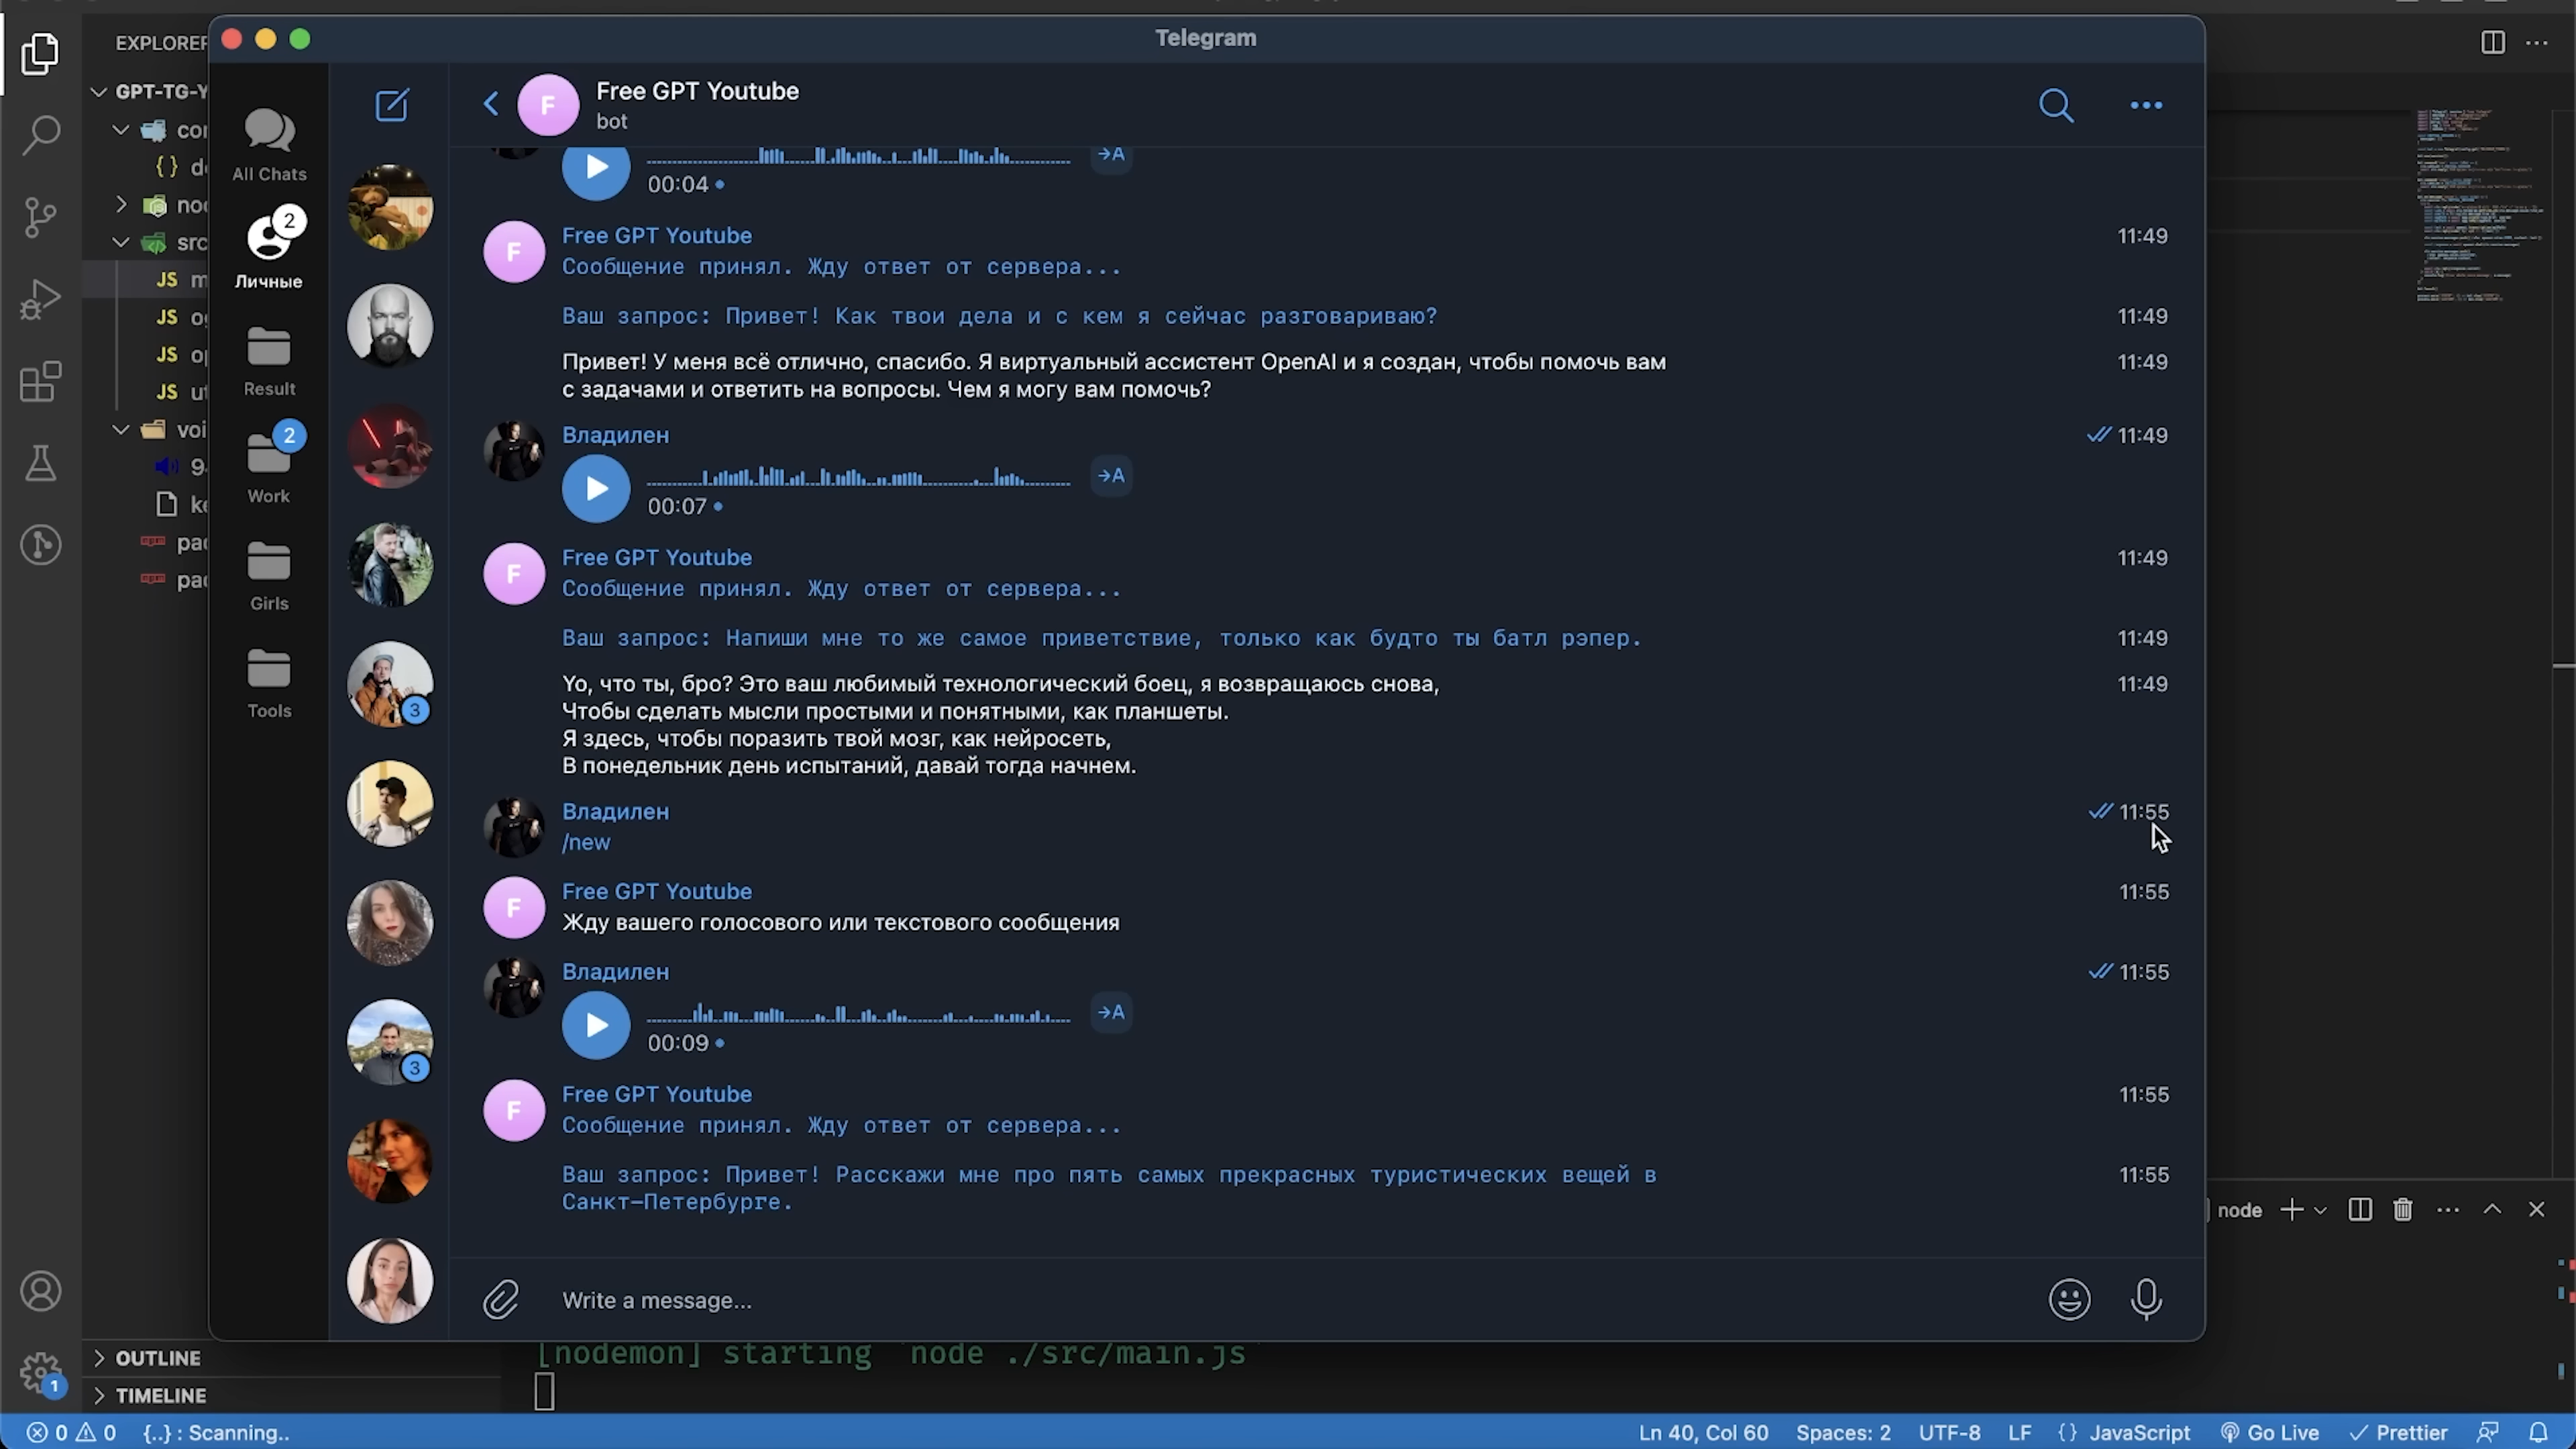 Telegram
EXPLORER
GPT-TG-Y
All Chats
2
Личные
Result
2
Work
Girls
Tools
JS
JS
JS
JS
{}
3
3
F
Free GPT Youtube
bot
00:04
→A
F
Free GPT Youtube
11:49
Сообщение принял. Жду ответ от сервера...
Ваш запрос: Привет! Как твои дела и с кем я сейчас разговариваю?
11:49
Привет! У меня всё отлично, спасибо. Я виртуальный ассистент OpenAI и я создан, чтобы помочь вам
11:49
с задачами и ответить на вопросы. Чем я могу вам помочь?
Владилен
11:49
00:07
→A
F
Free GPT Youtube
11:49
Сообщение принял. Жду ответ от сервера...
Ваш запрос: Напиши мне то же самое приветствие, только как будто ты батл рэпер.
11:49
Yo, что ты, бро? Это ваш любимый технологический боец, я возвращаюсь снова,
11:49
Чтобы сделать мысли простыми и понятными, как планшеты.
Я здесь, чтобы поразить твой мозг, как нейросеть,
В понедельник день испытаний, давай тогда начнем.
Владилен
11:55
/new
F
Free GPT Youtube
11:55
Жду вашего голосового или текстового сообщения
Владилен
11:55
00:09
→A
F
Free GPT Youtube
11:55
Сообщение принял. Жду ответ от сервера...
Ваш запрос: Привет! Расскажи мне про пять самых прекрасных туристических вещей в
11:55
Санкт-Петербурге.
Write a message...
node
[nodemon] starting `node ./src/main.js`
OUTLINE
TIMELINE
1
0 0 {..} : Scanning..
Ln 40, Col 60 Spaces: 2 UTF-8 LF {} JavaScript Go Live Prettier